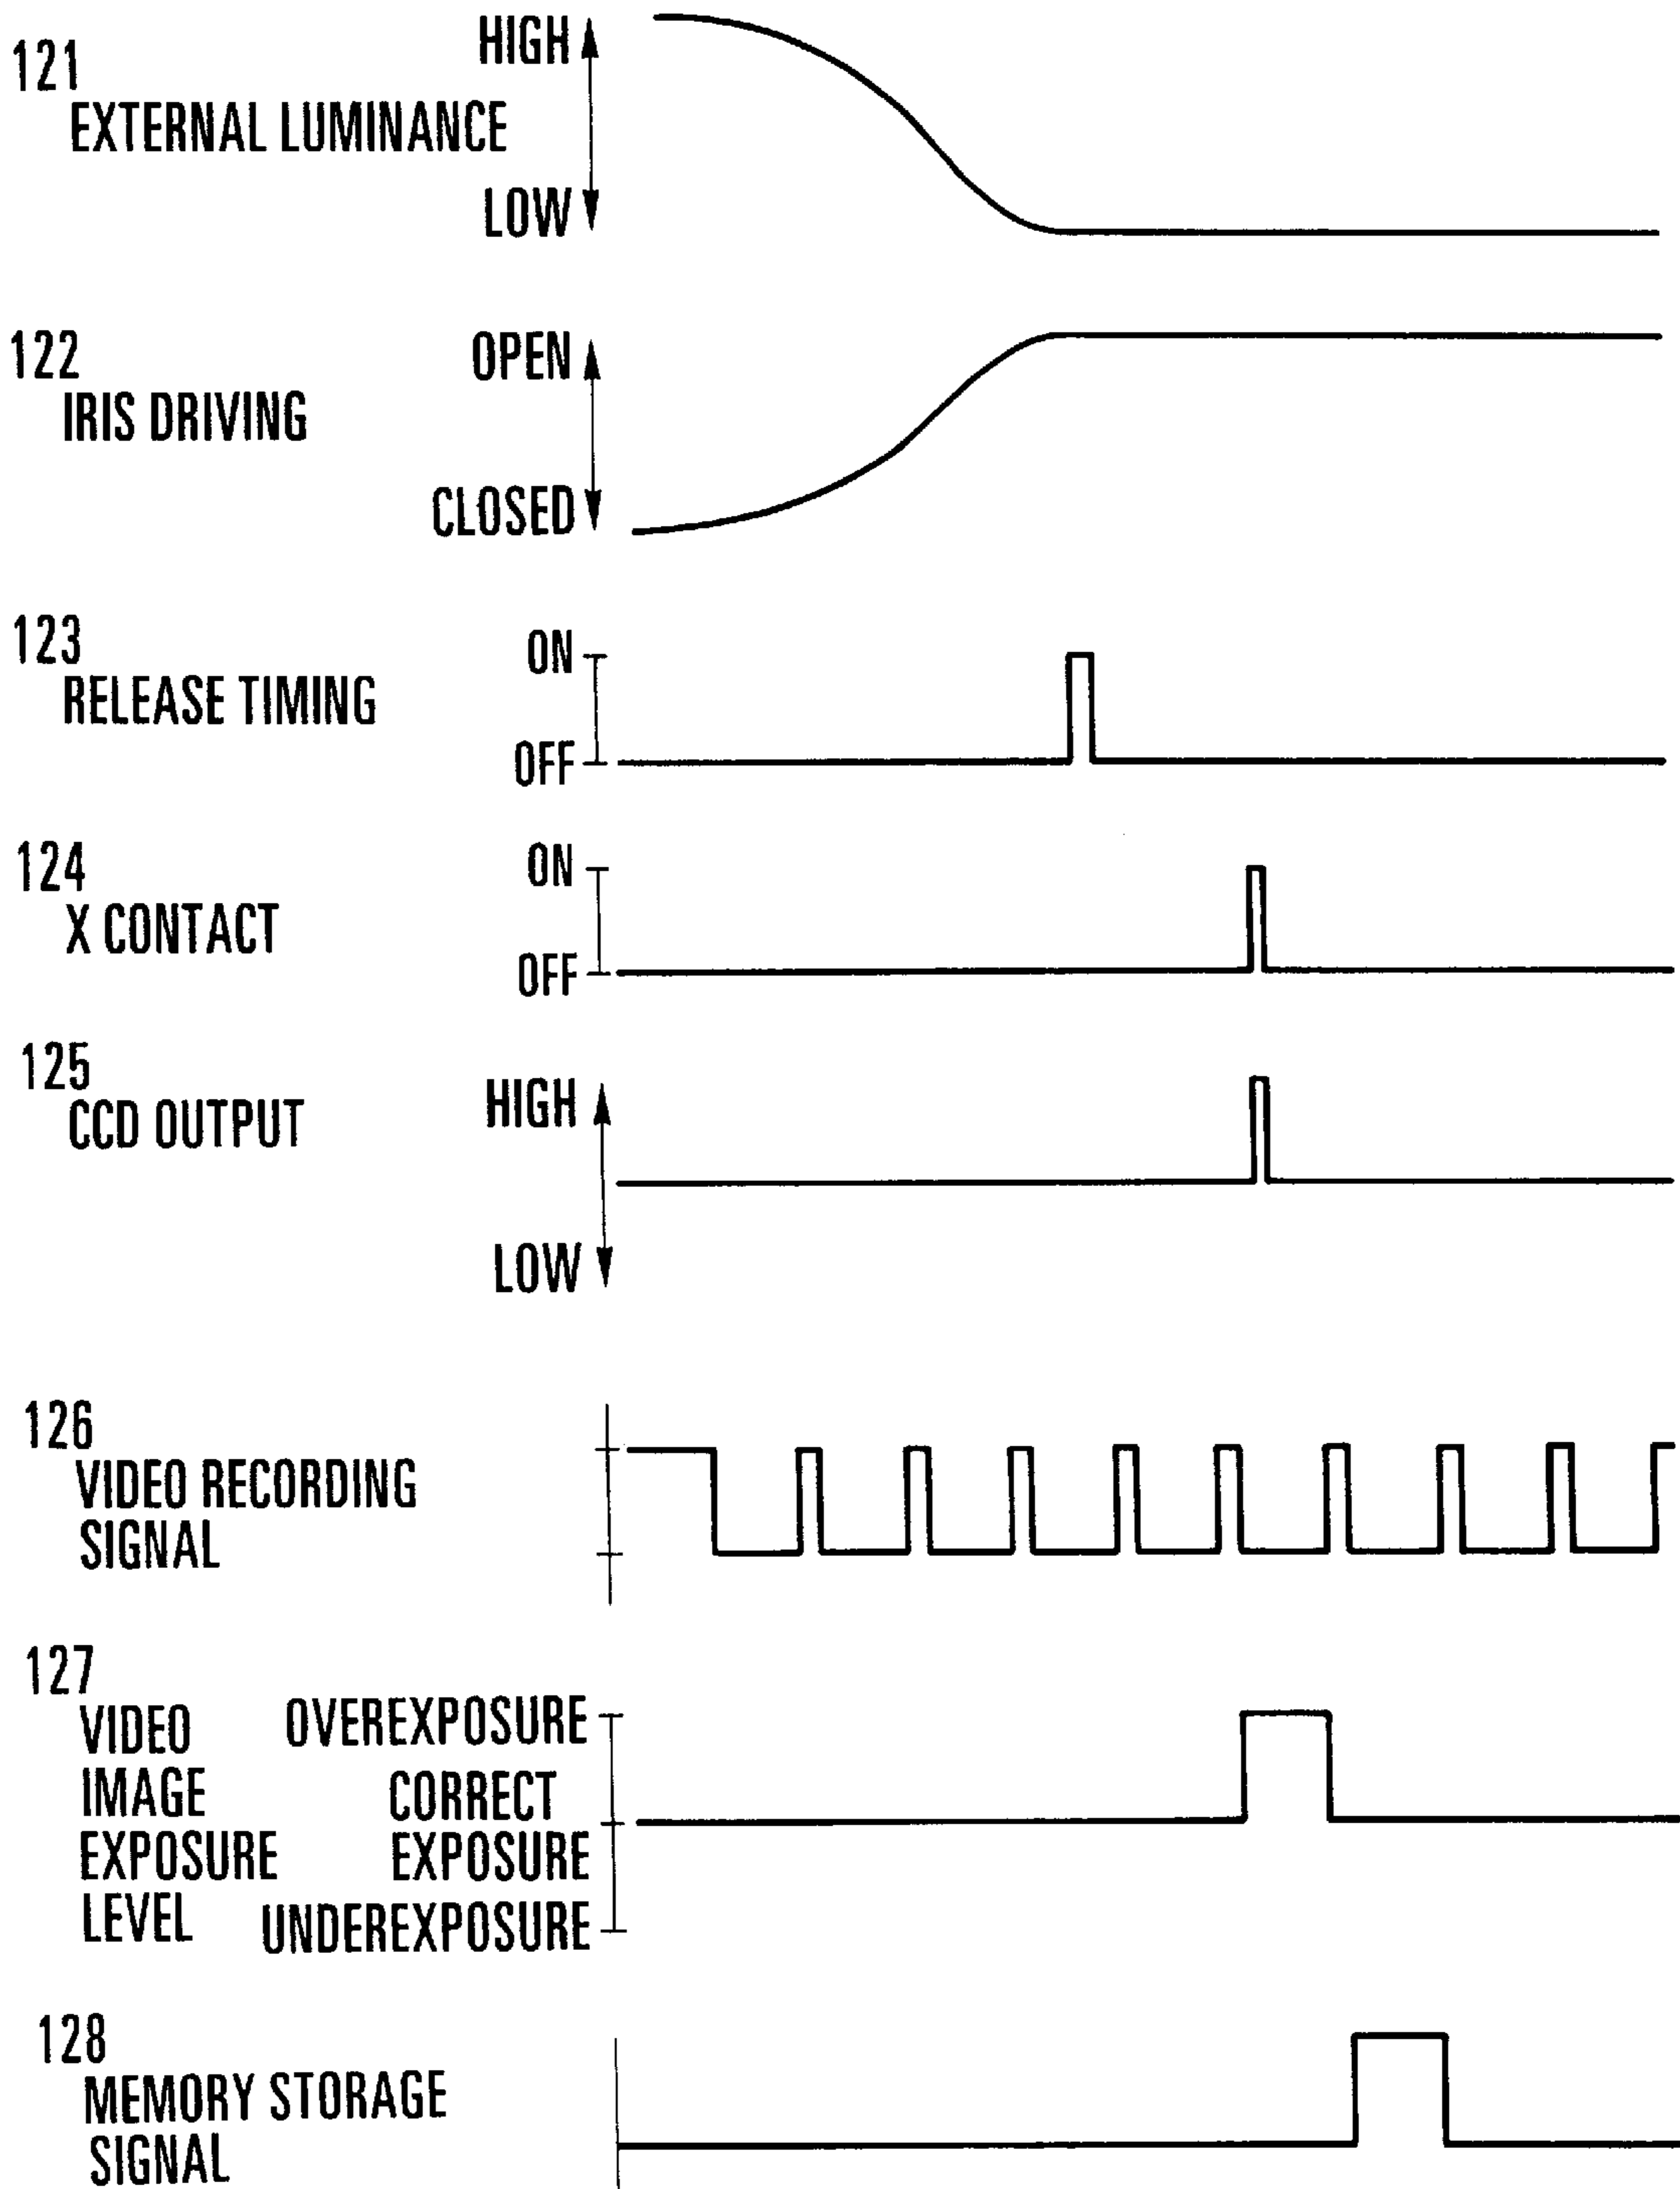 121
EXTERNAL LUMINANCE
HIGH
LOW
122
IRIS DRIVING
OPEN
CLOSED
123
RELEASE TIMING
ON
OFF
124
X CONTACT
ON
OFF
125
CCD OUTPUT
HIGH
LOW
126
VIDEO RECORDING
SIGNAL
127
VIDEO
IMAGE
EXPOSURE
LEVEL
OVEREXPOSURE
CORRECT
EXPOSURE
UNDEREXPOSURE
128
MEMORY STORAGE
SIGNAL